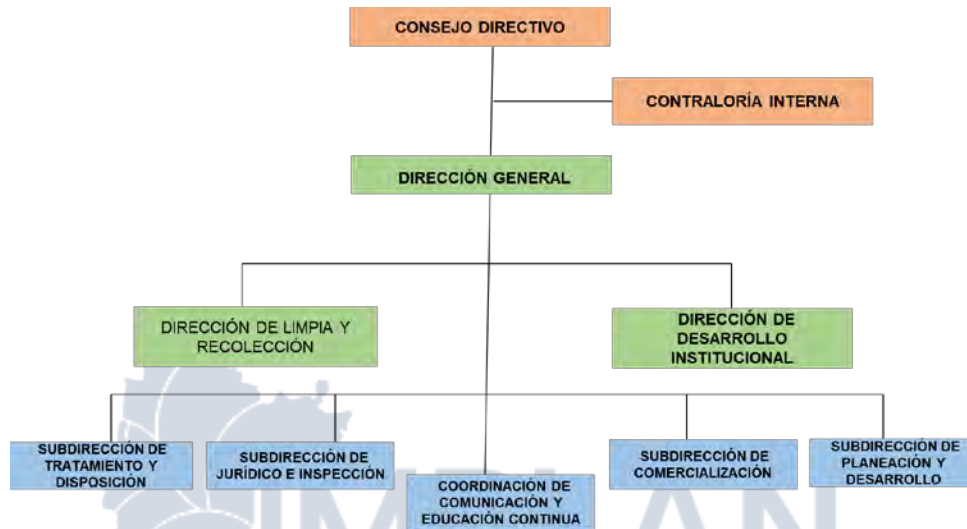 CONSEJO DIRECTIVO
CONTRALORÍA INTERNA
DIRECCIÓN GENERAL
DIRECCIÓN DE LIMPIA Y
RECOLECCIÓN
DIRECCIÓN DE
DESARROLLO
INSTITUCIONAL
SUBDIRECCIÓN DE
TRATAMIENTO Y
DISPOSICIÓN
SUBDIRECCIÓN DE
JURÍDICO E INSPECCIÓN
COORDINACIÓN DE
COMUNICACIÓN Y
EDUCACIÓN CONTINUA
SUBDIRECCIÓN DE
COMERCIALIZACIÓN
SUBDIRECCIÓN DE
PLANEACIÓN Y
DESARROLLO